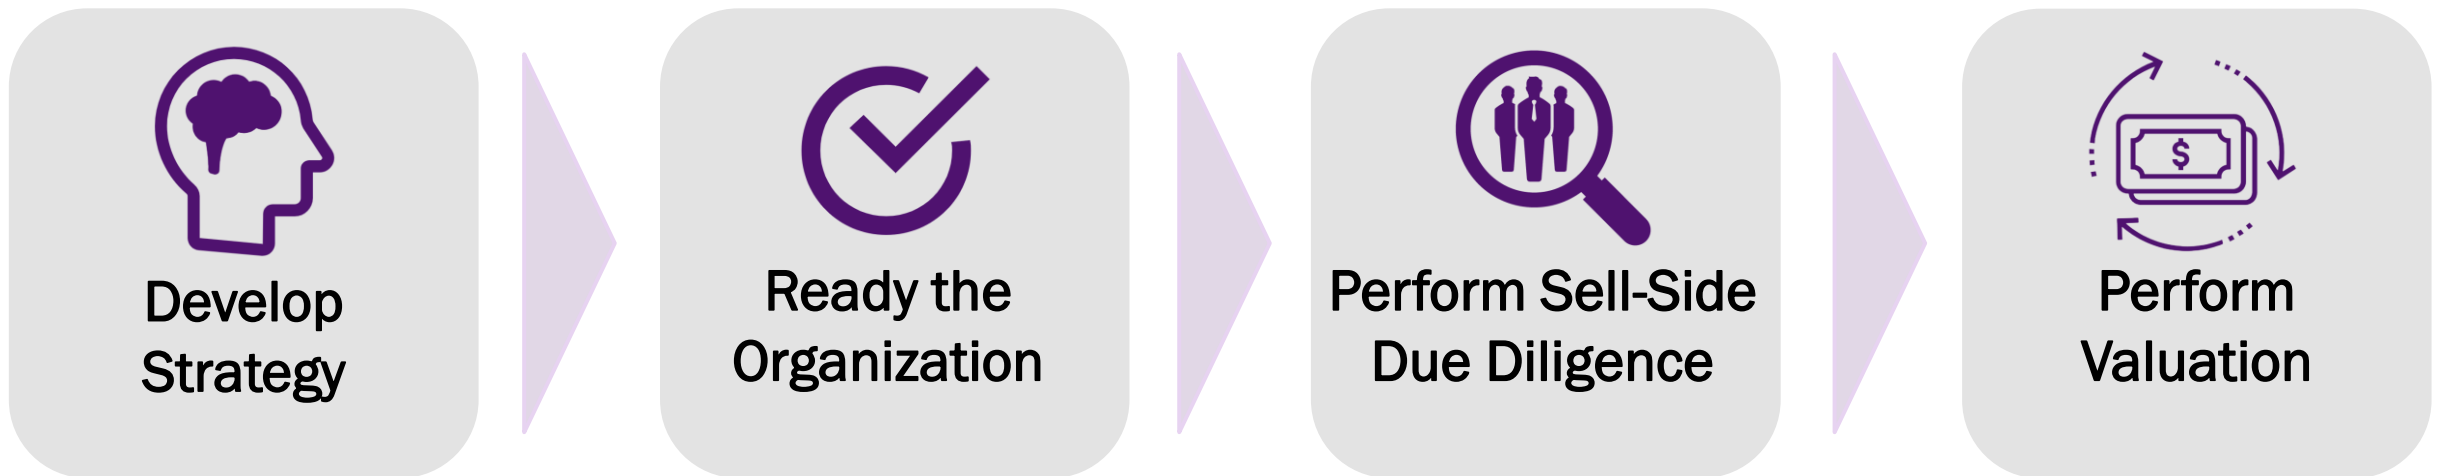 Develop
Strategy
Ready the
Organization
Perform Sell-Side
Due Diligence
$
Perform
Valuation